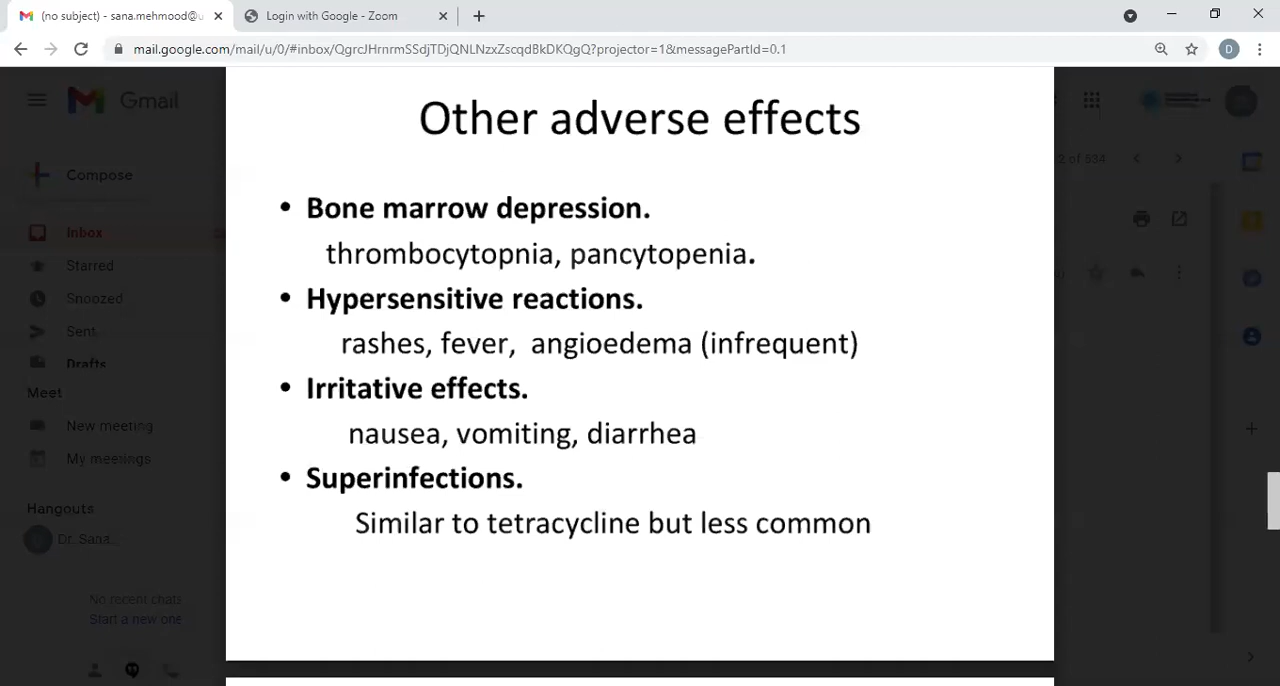 (no subject) - sana.mehmood@u
Login with Google - Zoom
mail.google.com/mail/u/0/#inbox/QgrcJHrnrmSSdjTDjQNLNzxZscqdBkDKQgQ?projector=1&messagePartId=0.1
D
Gmail
Compose
Inbox
Starred
Snoozed
Sent
Drafts
Meet
New meeting
My meetings
Hangouts
Dr. Sana
No recent chats
Start a new one
of 534
Other adverse effects
• Bone marrow depression.
thrombocytopnia, pancytopenia.
• Hypersensitive reactions.
rashes, fever, angioedema (infrequent)
• Irritative effects.
nausea, vomiting, diarrhea
• Superinfections.
Similar to tetracycline but less common